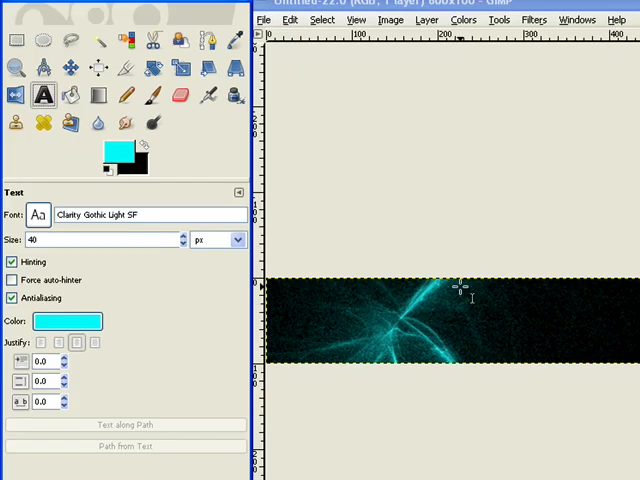 Untitled-22.0 (RGB, 1 layer) 600x100 - GIMP
File Edit Select View Image Layer Colors Tools Filters Windows Help
0 100 200 300 400
Text
Font: Aa Clarity Gothic Light SF
Size: 40 px
Hinting
Force auto-hinter
Antialiasing
Color:
Justify:
0.0
0.0
a b 0.0
Text along Path
Path from Text